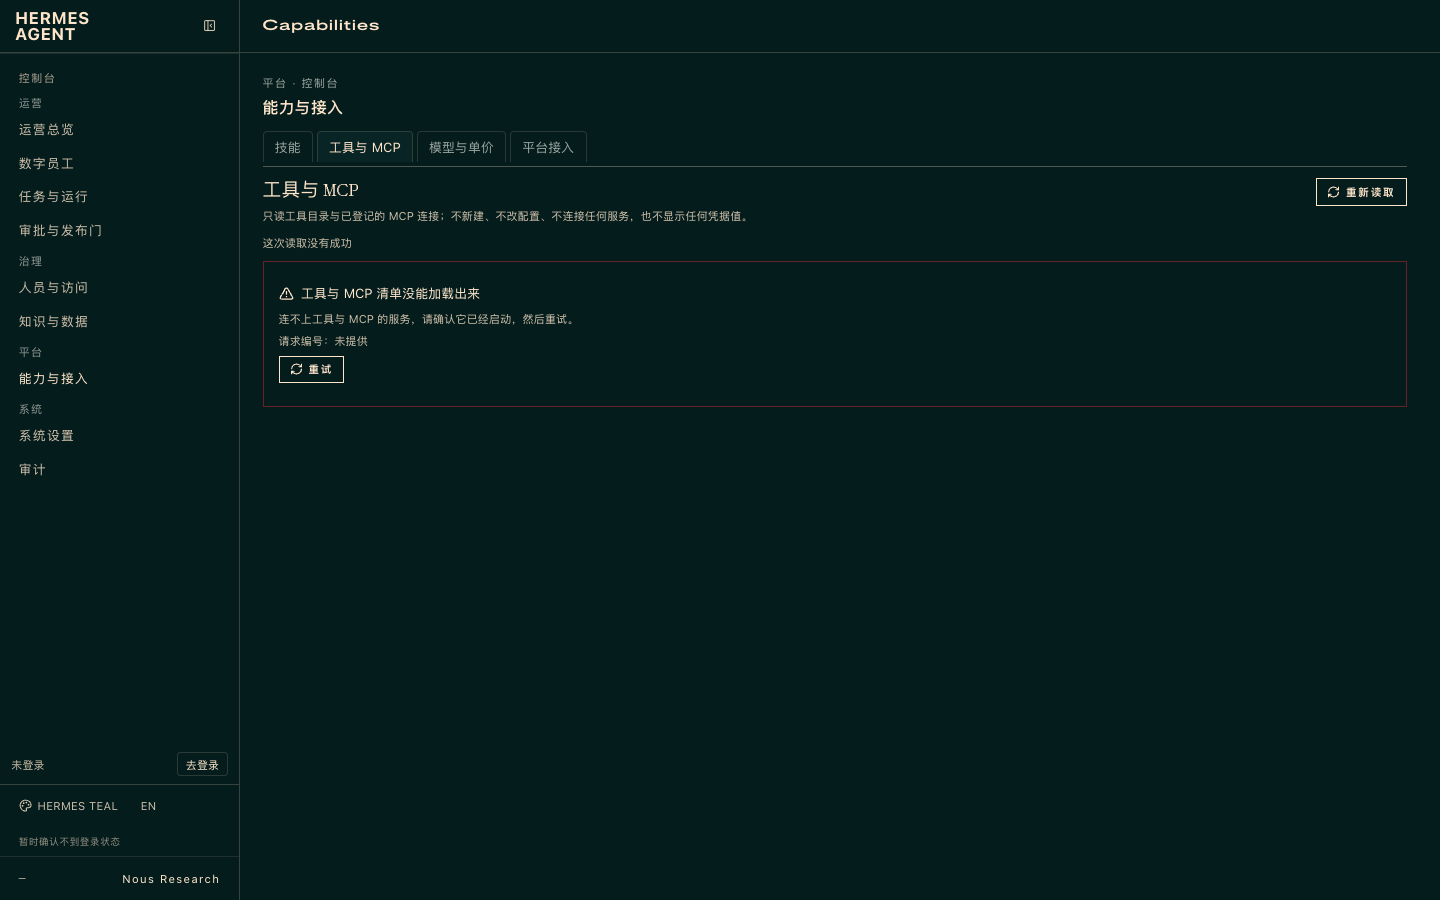 HERMES
AGENT
Capabilities
控制台
运营
运营总览
数字员工
任务与运行
审批与发布门
治理
人员与访问
知识与数据
平台
能力与接入
系统
系统设置
审计
未登录
去登录
HERMES TEAL
EN
暂时确认不到登录状态
—
Nous Research
平台 · 控制台
能力与接入
技能
工具与 MCP
模型与单价
平台接入
工具与 MCP
重新读取
只读工具目录与已登记的 MCP 连接；不新建、不改配置、不连接任何服务，也不显示任何凭据值。
这次读取没有成功
工具与 MCP 清单没能加载出来
连不上工具与 MCP 的服务，请确认它已经启动，然后重试。
请求编号：未提供
重试